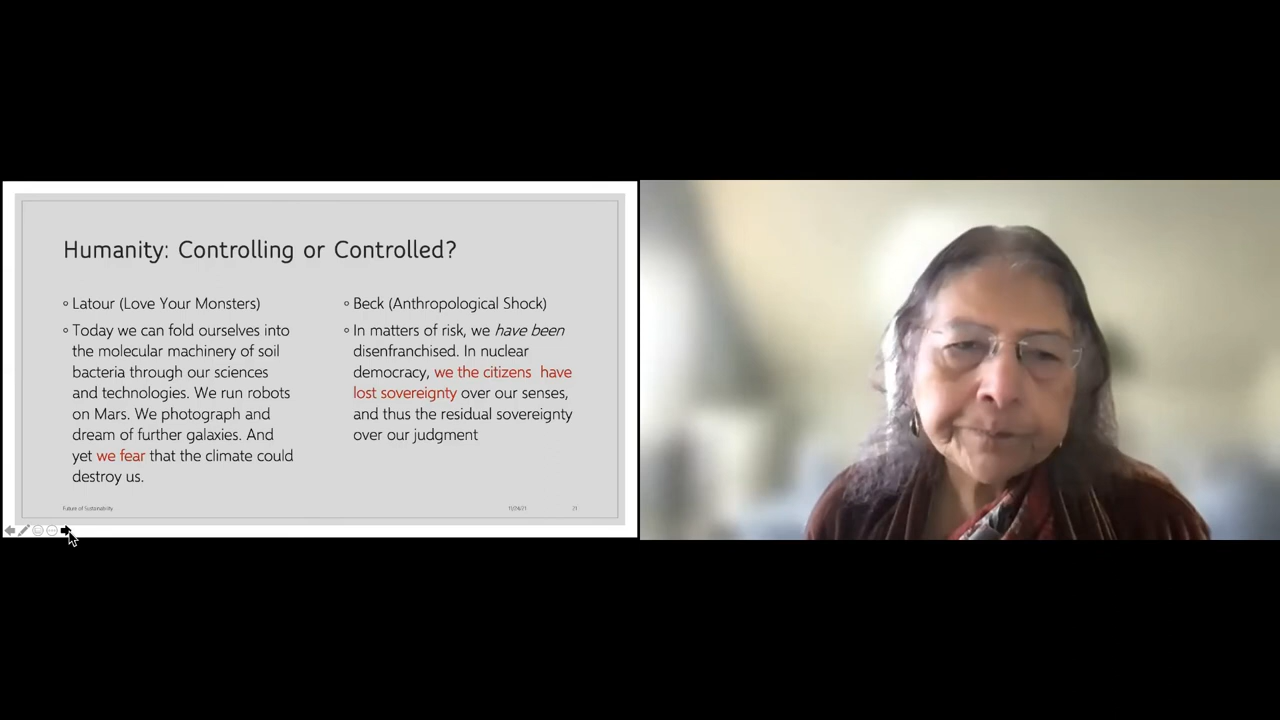 Humanity: Controlling or Controlled?
Latour (Love Your Monsters)
Today we can fold ourselves into
the molecular machinery of soil
bacteria through our sciences
and technologies. We run robots
on Mars. We photograph and
dream of further galaxies. And
yet we fear that the climate could
destroy us.
Beck (Anthropological Shock)
In matters of risk, we have been
disenfranchised. In nuclear
democracy, we the citizens have
lost sovereignty over our senses,
and thus the residual sovereignty
over our judgment
Future of Sustainability
11/24/21
21